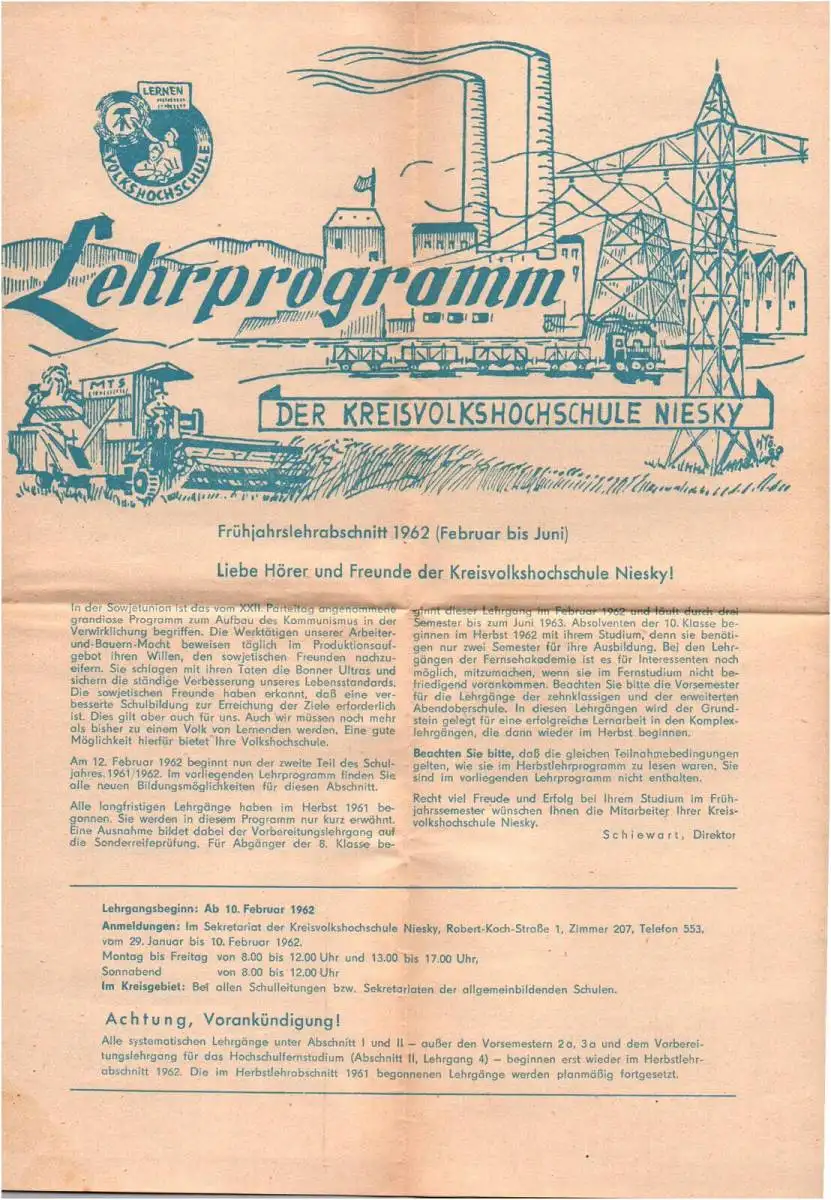 LERNEN
VOLKSHOCHSCHULE
Lehrprogramm
MTS
DER KREISVOLKSHOCHSCHULE NIESKY
Frühjahrslehrabschnitt 1962 (Februar bis Juni)
Liebe Hörer und Freunde der Kreisvolkshochschule Niesky!
In der Sowjetunion ist das vom XXII. Parteitag angenommene
grandiose Programm zum Aufbau des Kommunismus in der
Verwirklichung begriffen. Die Werktätigen unserer Arbeiter-
und-Bauern-Macht beweisen täglich im Produktionsauf-
gebot ihren Willen, den sowjetischen Freunden nachzu-
eifern. Sie schlagen mit ihren Taten die Bonner Ultras und
sichern die ständige Verbesserung unseres Lebensstandards.
Die sowjetischen Freunde haben erkannt, daß eine ver-
besserte Schulbildung zur Erreichung der Ziele erforderlich
ist. Dies gilt aber auch für uns. Auch wir müssen noch mehr
als bisher zu einem Volk von Lernenden werden. Eine gute
Möglichkeit hierfür bietet Ihre Volkshochschule.
Am 12. Februar 1962 beginnt nun der zweite Teil des Schul-
jahres 1961/1962. Im vorliegenden Lehrprogramm finden Sie
alle neuen Bildungsmöglichkeiten für diesen Abschnitt.
Alle langfristigen Lehrgänge haben im Herbst 1961 be-
gonnen. Sie werden in diesem Programm nur kurz erwähnt.
Eine Ausnahme bildet dabei der Vorbereitungslehrgang auf
die Sonderreifeprüfung. Für Abgänger der 8. Klasse be-
ginnt dieser Lehrgang im Februar 1962 und läuft durch drei
Semester bis zum Juni 1963. Absolventen der 10. Klasse be-
ginnen im Herbst 1962 mit ihrem Studium, denn sie benöti-
gen nur zwei Semester für ihre Ausbildung. Bei den Lehr-
gängen der Fernsehakademie ist es für Interessenten noch
möglich, mitzumachen, wenn sie im Fernstudium nicht be-
friedigend vorankommen. Beachten Sie bitte die Vorsemester
für die Lehrgänge der zehnklassigen und der erweiterten
Abendoberschule. In diesen Lehrgängen wird der Grund-
stein gelegt für eine erfolgreiche Lernarbeit in den Komplex-
lehrgängen, die dann wieder im Herbst beginnen.
Beachten Sie bitte, daß die gleichen Teilnahmebedingungen
gelten, wie sie im Herbstlehrprogramm zu lesen waren. Sie
sind im vorliegenden Lehrprogramm nicht enthalten.
Recht viel Freude und Erfolg bei Ihrem Studium im Früh-
jahrssemester wünschen Ihnen die Mitarbeiter Ihrer Kreis-
volkshochschule Niesky.
Schiewart, Direktor
Lehrgangsbeginn: Ab 10. Februar 1962
Anmeldungen: Im Sekretariat der Kreisvolkshochschule Niesky, Robert-Koch-Straße 1, Zimmer 207, Telefon 553,
vom 29. Januar bis 10. Februar 1962.
Montag bis Freitag von 8.00 bis 12.00 Uhr und 13.00 bis 17.00 Uhr,
Sonnabend von 8.00 bis 12.00 Uhr
Im Kreisgebiet: Bei allen Schulleitungen bzw. Sekretariaten der allgemeinbildenden Schulen.
Achtung, Vorankündigung!
Alle systematischen Lehrgänge unter Abschnitt I und II – außer den Vorsemestern 2a, 3a und dem Vorberei-
tungslehrgang für das Hochschulfernstudium (Abschnitt II, Lehrgang 4) – beginnen erst wieder im Herbstlehr-
abschnitt 1962. Die im Herbstlehrabschnitt 1961 begonnenen Lehrgänge werden planmäßig fortgesetzt.